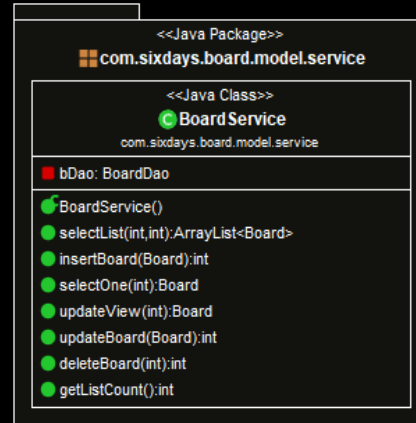 <<Java Package>>
com.sixdays.board.model.service
<<Java Class>>
BoardService
com.sixdays.board.model.service
bDao: BoardDao
BoardService()
selectList(int,int):ArrayList<Board>
insertBoard(Board):int
selectOne(int):Board
updateView(int):Board
updateBoard(Board):int
deleteBoard(int):int
getListCount():int